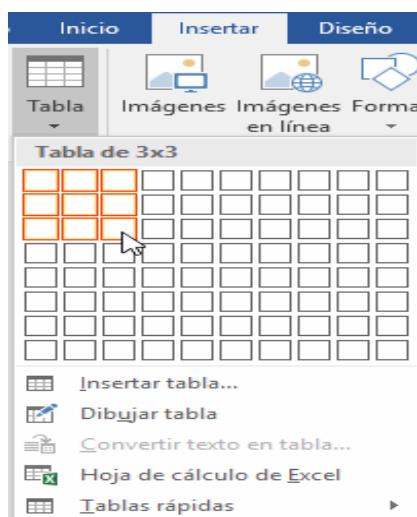 Inicio Insertar Diseño
Tabla Imágenes Imágenes Forma
en línea
Tabla de 3x3
Insertar tabla...
Dibujar tabla
Convertir texto en tabla...
Hoja de cálculo de Excel
Tablas rápidas